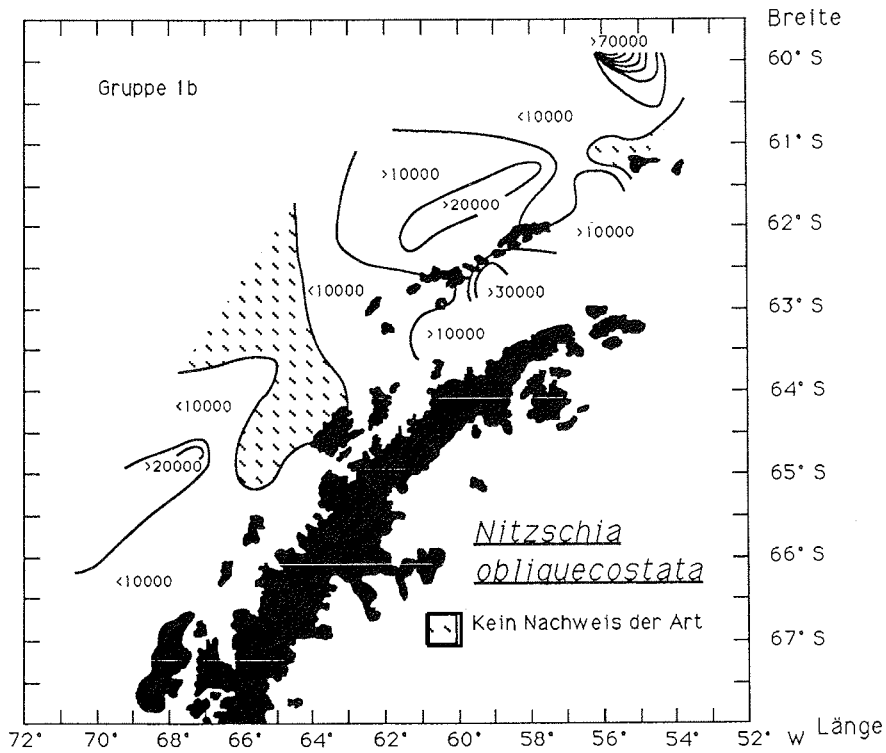 Breite
>70000
60° S
Gruppe 1b
<10000
61° S
>10000
>20000
62° S
>10000
<10000
>30000
63° S
>10000
64° S
<10000
>20000
65° S
Nitzschia
obliquecostata
66° S
<10000
Kein Nachweis der Art
67° S
72° 70° 68° 66° 64° 62° 60° 58° 56° 54° 52° W Länge